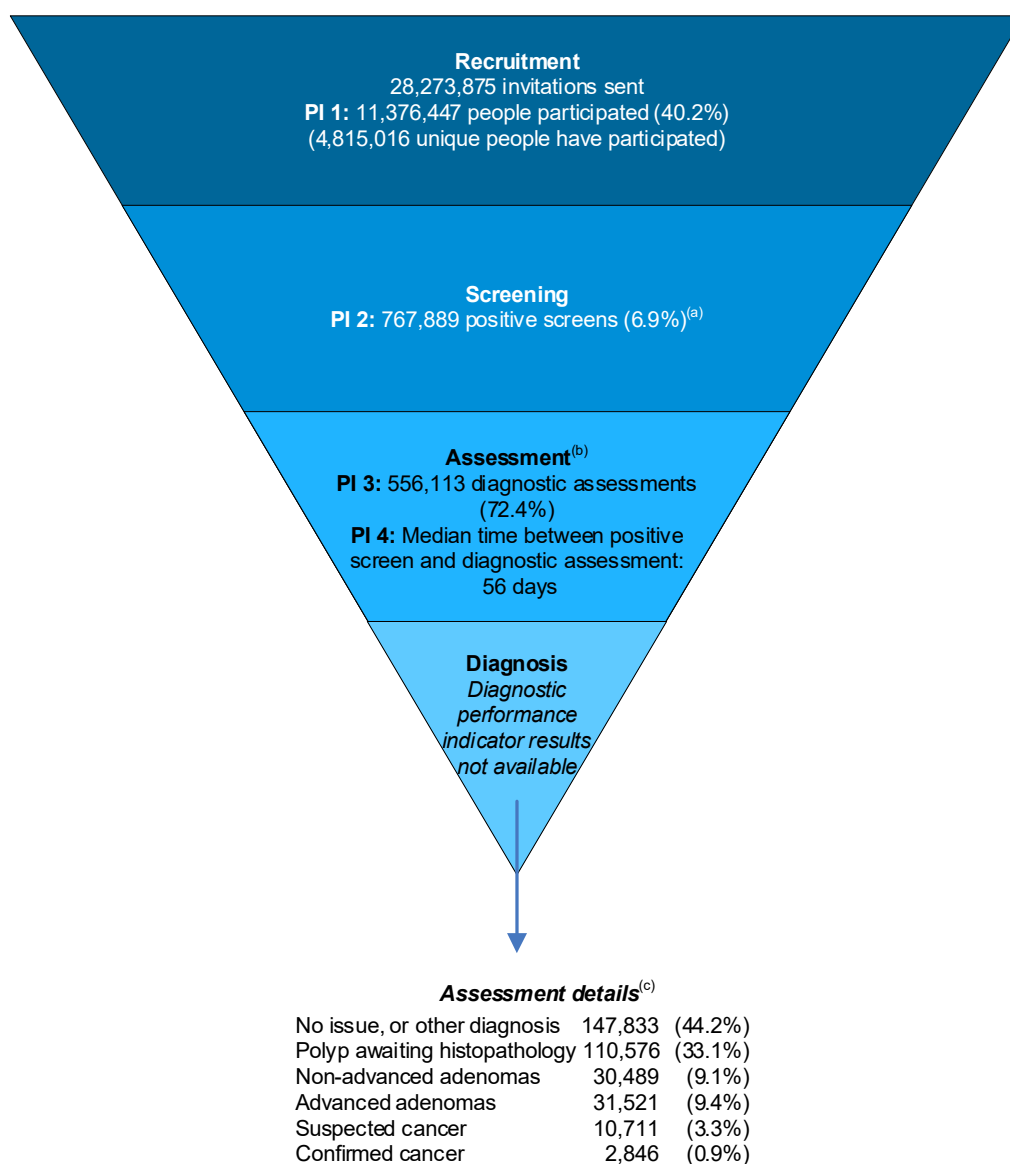 Recruitment
28,273,875 invitations sent
PI 1: 11,376,447 people participated (40.2%)
(4,815,016 unique people have participated)
Screening
PI 2: 767,889 positive screens (6.9%)(a)
Assessment(b)
PI 3: 556,113 diagnostic assessments
(72.4%)
PI 4: Median time between positive
screen and diagnostic assessment:
56 days
Diagnosis
Diagnostic
performance
indicator results
not available
Assessment details(c)
No issue, or other diagnosis 147,833 (44.2%)
Polyp awaiting histopathology 110,576 (33.1%)
Non-advanced adenomas 30,489 (9.1%)
Advanced adenomas 31,521 (9.4%)
Suspected cancer 10,711 (3.3%)
Confirmed cancer 2,846 (0.9%)